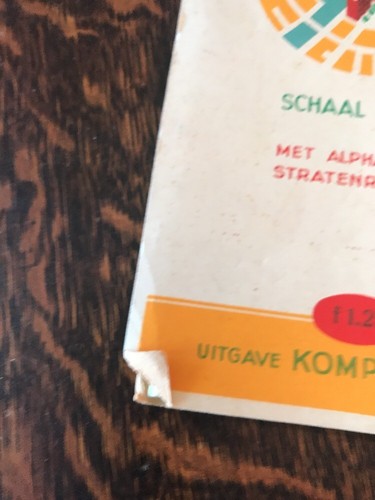 SCHAAL
MET ALPHA
STRATENR
f 1.2
UITGAVE KOMP